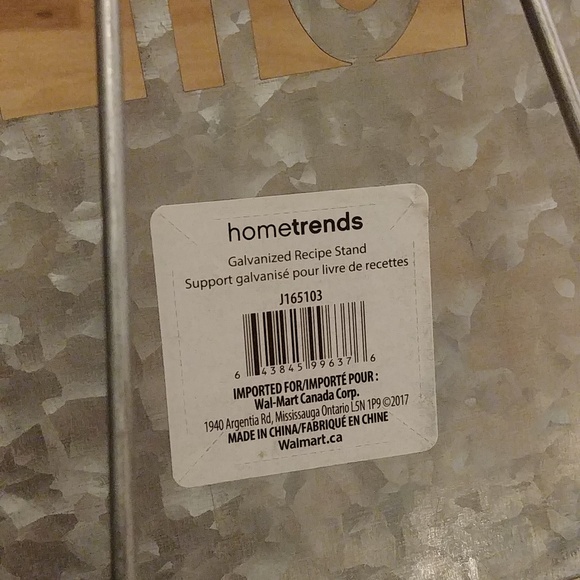 hometrends
Galvanized Recipe Stand
Support galvanisé pour livre de recettes
J165103
6 43845 99637 6
IMPORTED FOR/IMPORTÉ POUR :
Wal-Mart Canada Corp.
1940 Argentia Rd, Mississauga Ontario L5N 1P9 ©2017
MADE IN CHINA/FABRIQUÉ EN CHINE
Walmart.ca